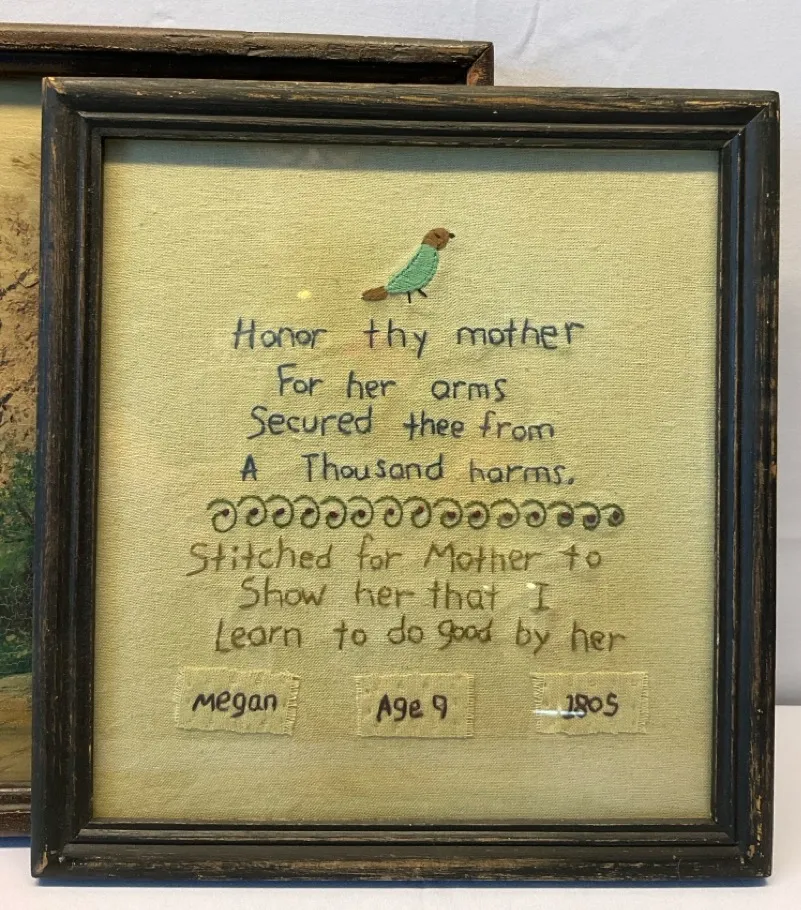 Honor thy mother
For her arms
Secured thee from
A Thousand harms.
Stitched for Mother to
Show her that I
Learn to do good by her
Megan Age 9 1805